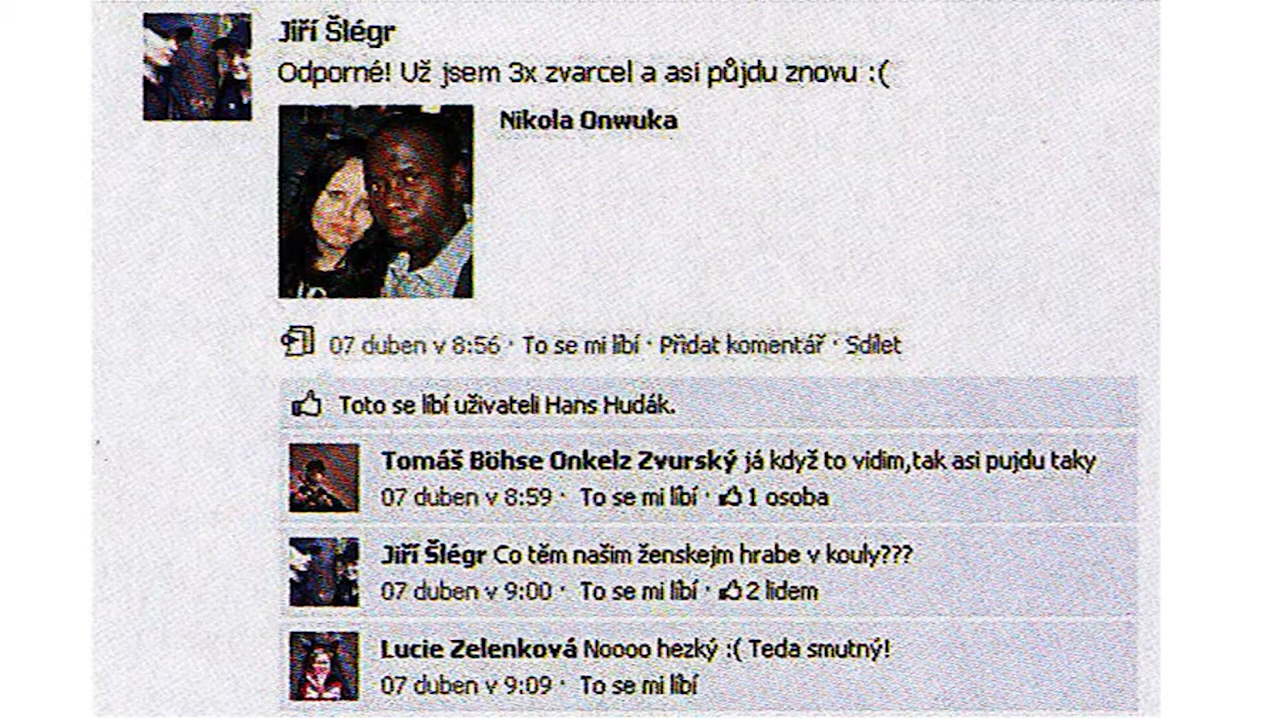 Jiří Šlégr
Odporné! Už jsem 3x zvarcel a asi půjdu znovu :(
Nikola Onwuka
07 duben v 8:56 · To se mi líbí · Přidat komentář · Sdílet
Toto se líbí uživateli Hans Hudák.
Tomáš Böhse Onkelz Zvurský já když to vidim,tak asi pujdu taky
07 duben v 8:59 · To se mi líbí · 1 osoba
Jiří Šlégr Co těm našim ženskejm hrabe v kouly???
07 duben v 9:00 · To se mi líbí · 2 lidem
Lucie Zelenková Noooo hezký :( Teda smutný!
07 duben v 9:09 · To se mi líbí